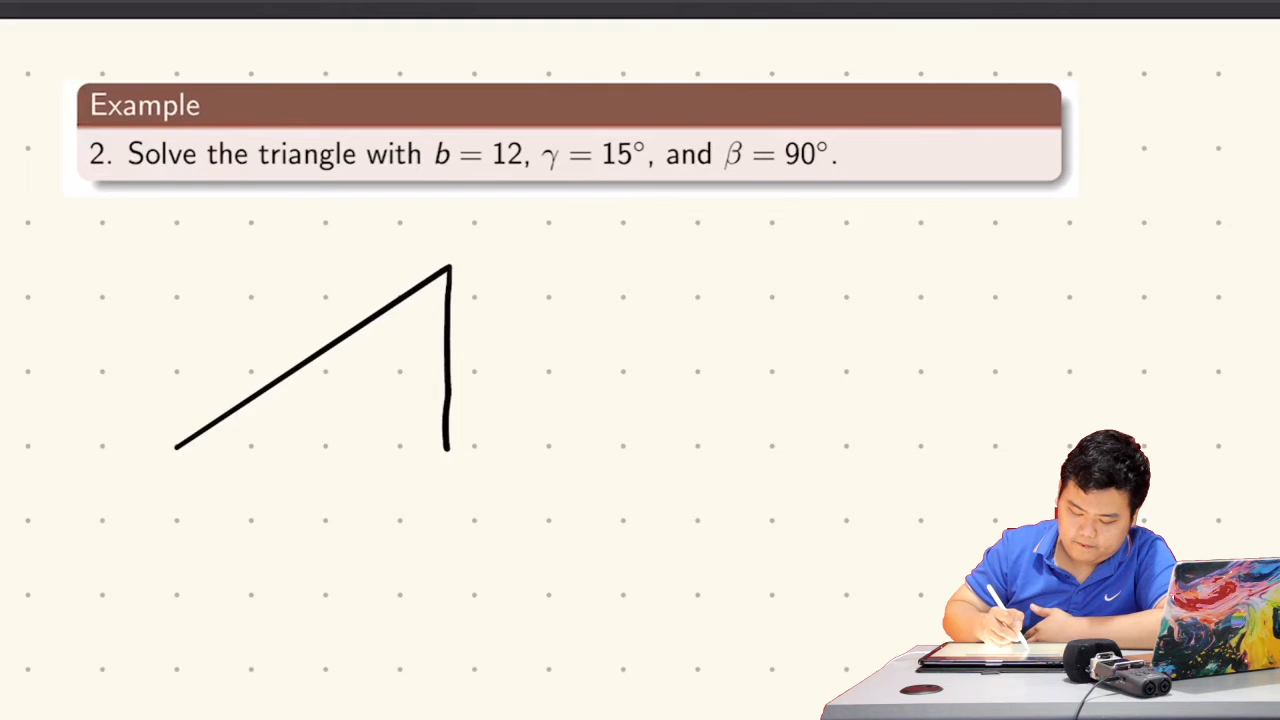 Example
2. Solve the triangle with b = 12, γ = 15°, and β = 90°.